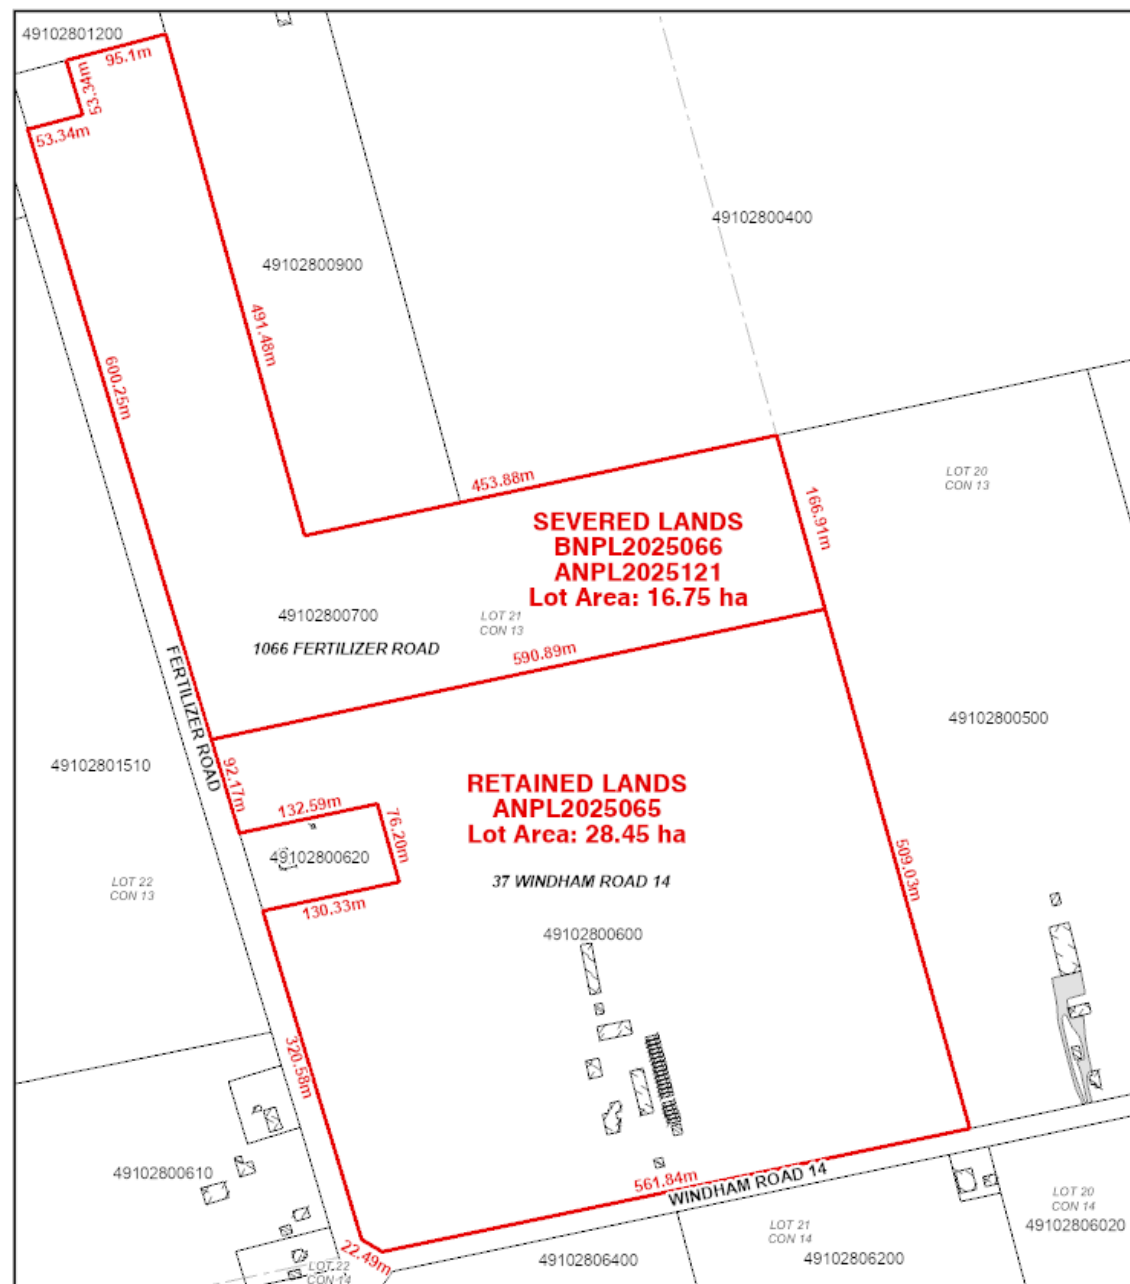 49102801200
95.1m
53.34m
53.34m
49102800400
49102800900
491.48m
600.25m
453.88m
166.91m
LOT 20
CON 13
SEVERED LANDS
BNPL2025066
ANPL2025121
Lot Area: 16.75 ha
49102800700
LOT 21
CON 13
1066 FERTILIZER ROAD
590.89m
FERTILIZER ROAD
49102800500
49102801510
92.17m
RETAINED LANDS
ANPL2025065
Lot Area: 28.45 ha
132.59m
76.20m
49102800620
37 WINDHAM ROAD 14
509.03m
LOT 22
CON 13
130.33m
49102800600
320.58m
49102800610
561.84m
WINDHAM ROAD 14
LOT 20
CON 14
49102806020
LOT 21
CON 14
22.49m
49102806400
49102806200
LOT 22
CON 14